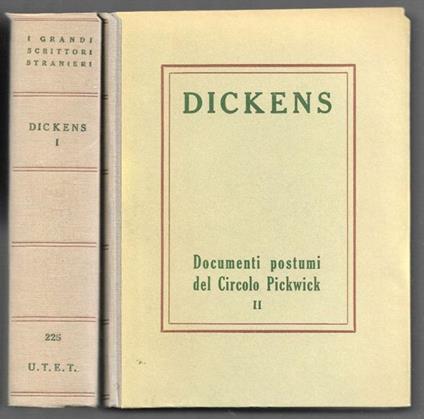 I GRANDI
SCRITTORI
STRANIERI
DICKENS
I
225
U.T.E.T.
DICKENS
Documenti postumi
del Circolo Pickwick
II